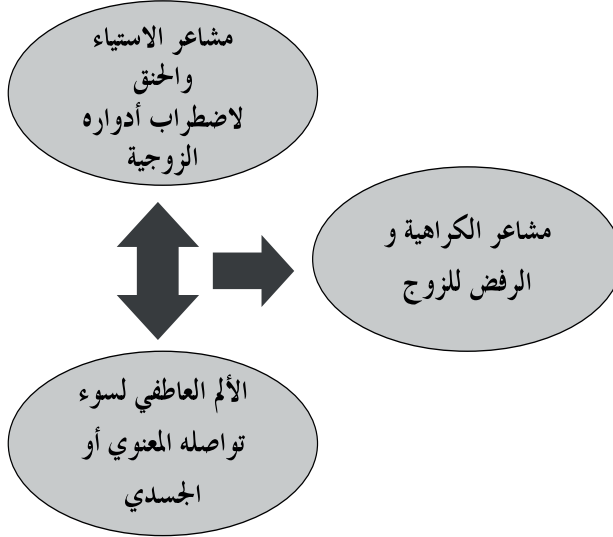 مشاعر الاستياء
والحنق
لاضطراب أدواره
الزوجية
مشاعر الكراهية و
الرفض للزوج
الألم العاطفي لسوء
تواصله المعنوي أو
الجسدي